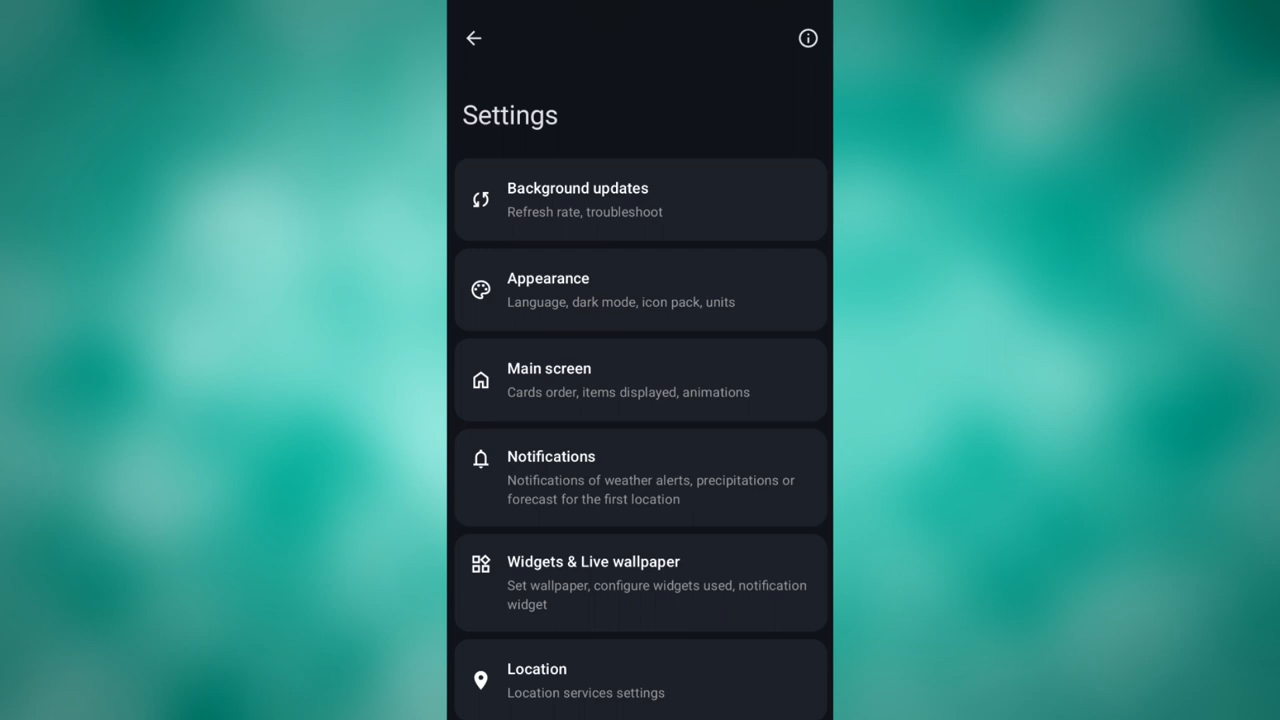 Settings
Background updates
Refresh rate, troubleshoot
Appearance
Language, dark mode, icon pack, units
Main screen
Cards order, items displayed, animations
Notifications
Notifications of weather alerts, precipitations or
forecast for the first location
Widgets & Live wallpaper
Set wallpaper, configure widgets used, notification
widget
Location
Location services settings